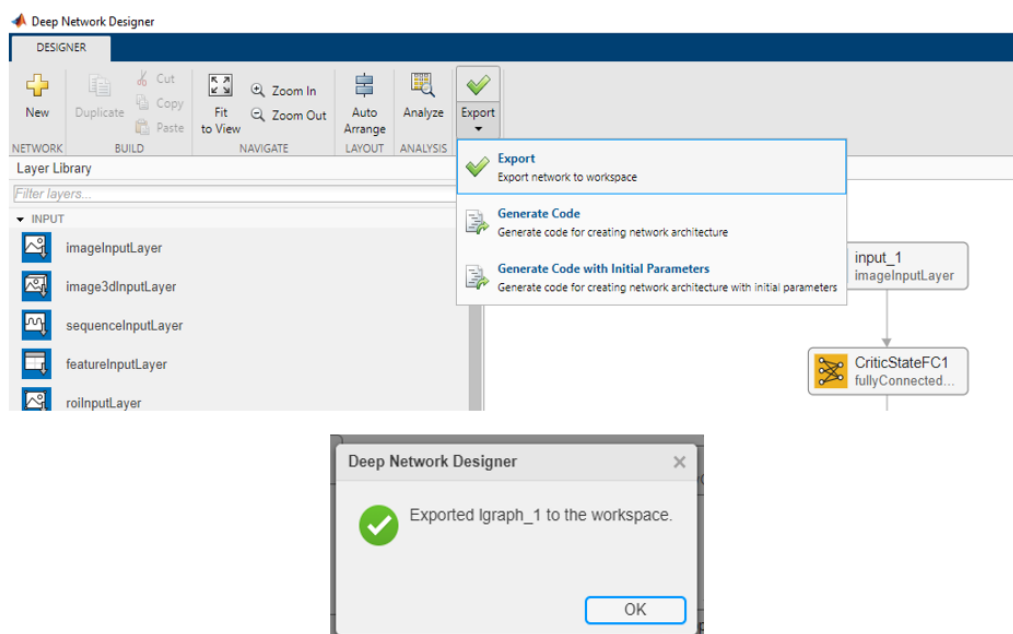 Deep Network Designer
DESIGNER
New
Duplicate
Cut
Copy
Paste
Fit
to View
Zoom In
Zoom Out
Auto
Arrange
Analyze
Export
NETWORK BUILD NAVIGATE LAYOUT ANALYSIS
Layer Library
Filter layers...
INPUT
imageInputLayer
image3dInputLayer
sequenceInputLayer
featureInputLayer
roiInputLayer
Export
Export network to workspace
Generate Code
Generate code for creating network architecture
Generate Code with Initial Parameters
Generate code for creating network architecture with initial parameters
input_1
imageInputLayer
CriticStateFC1
fullyConnected...
Deep Network Designer
Exported lgraph_1 to the workspace.
OK